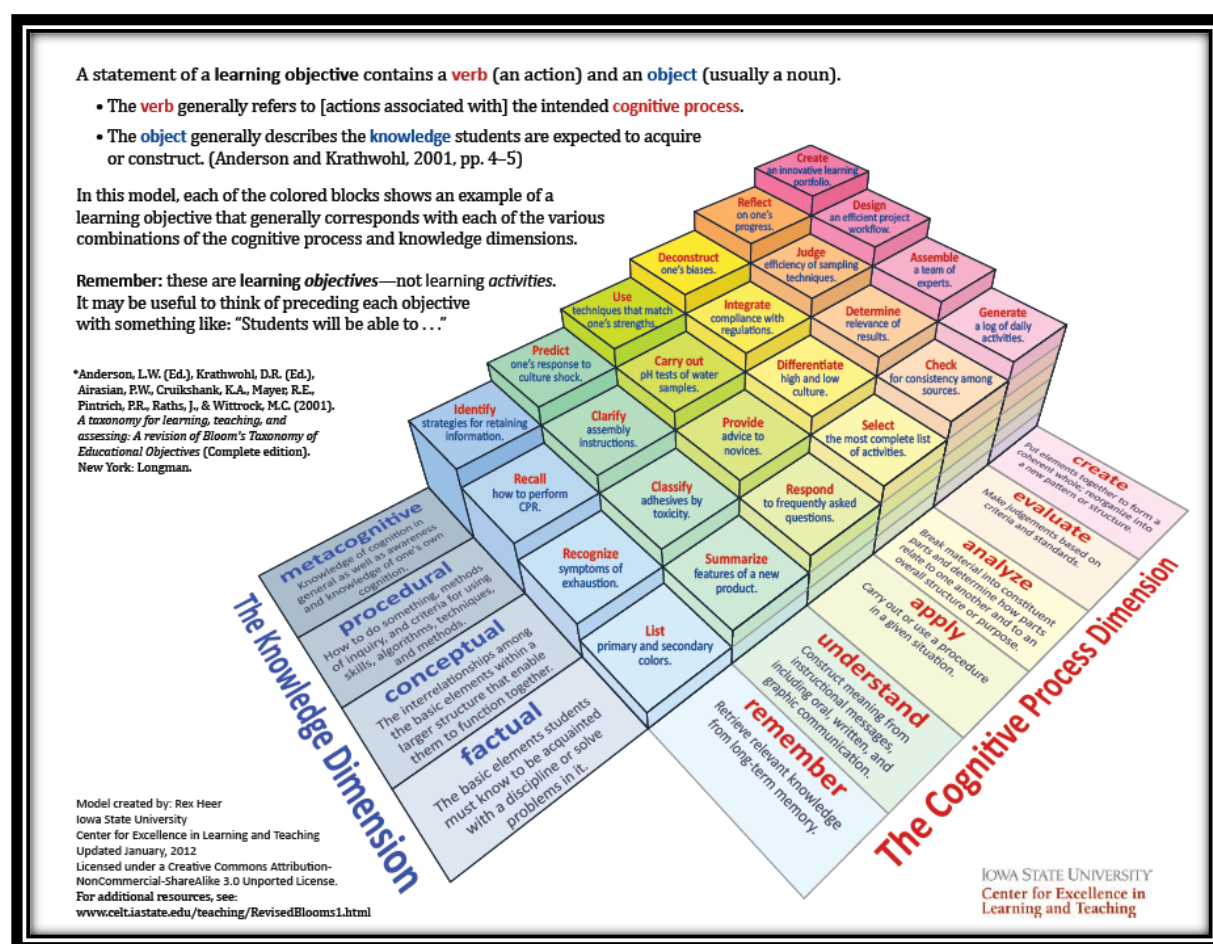 A statement of a learning objective contains a verb (an action) and an object (usually a noun).
• The verb generally refers to [actions associated with] the intended cognitive process.
• The object generally describes the knowledge students are expected to acquire
or construct. (Anderson and Krathwohl, 2001, pp. 4–5)
In this model, each of the colored blocks shows an example of a
learning objective that generally corresponds with each of the various
combinations of the cognitive process and knowledge dimensions.
Remember: these are learning objectives—not learning activities.
It may be useful to think of preceding each objective
with something like: “Students will be able to . . .”
*Anderson, L.W. (Ed.), Krathwohl, D.R. (Ed.),
Airasian, P.W., Cruikshank, K.A., Mayer, R.E.,
Pintrich, P.R., Raths, J., & Wittrock, M.C. (2001).
A taxonomy for learning, teaching, and
assessing: A revision of Bloom’s Taxonomy of
Educational Objectives (Complete edition).
New York: Longman.
Create
an innovative learning
portfolio.
Reflect
on one’s
progress.
Design
an efficient project
workflow.
Deconstruct
one’s biases.
Judge
efficiency of sampling
techniques.
Assemble
a team of
experts.
Use
techniques that match
one’s strengths.
Integrate
compliance with
regulations.
Determine
relevance of
results.
Generate
a log of daily
activities.
Predict
one’s response to
culture shock.
Carry out
pH tests of water
samples.
Differentiate
high and low
culture.
Check
for consistency among
sources.
Identify
strategies for retaining
information.
Clarify
assembly
instructions.
Provide
advice to
novices.
Select
the most complete list
of activities.
Recall
how to perform
CPR.
Classify
adhesives by
toxicity.
Respond
to frequently asked
questions.
Recognize
symptoms of
exhaustion.
Summarize
features of a new
product.
List
primary and secondary
colors.
metacognitive
Knowledge of cognition in
general as well as awareness
and knowledge of one’s own
cognition.
procedural
How to do something, methods
of inquiry, and criteria for using
skills, algorithms, techniques,
and methods.
conceptual
The interrelationships among
the basic elements within a
larger structure that enable
them to function together.
factual
The basic elements students
must know to be acquainted
with a discipline or solve
problems in it.
The Knowledge Dimension
remember
Retrieve relevant knowledge
from long-term memory.
understand
Construct meaning from
instructional messages,
including oral, written, and
graphic communication.
apply
Carry out or use a procedure
in a given situation.
analyze
Break material into constituent
parts and determine how parts
relate to one another and to an
overall structure or purpose.
evaluate
Make judgements based on
criteria and standards.
create
Put elements together to form a
coherent whole; reorganize into
a new pattern or structure.
The Cognitive Process Dimension
Model created by: Rex Heer
Iowa State University
Center for Excellence in Learning and Teaching
Updated January, 2012
Licensed under a Creative Commons Attribution-
NonCommercial-ShareAlike 3.0 Unported License.
For additional resources, see:
www.celt.iastate.edu/teaching/RevisedBlooms1.html
IOWA STATE UNIVERSITY
Center for Excellence in
Learning and Teaching